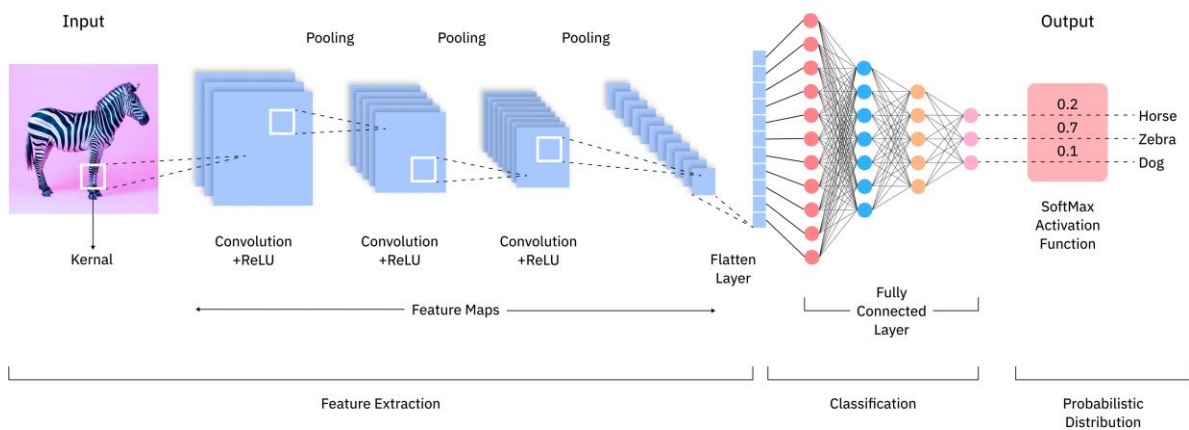 Input
Pooling
Pooling
Pooling
Output
0.2
0.7
0.1
Horse
Zebra
Dog
Kernal
Convolution
+ReLU
Convolution
+ReLU
Convolution
+ReLU
Flatten
Layer
SoftMax
Activation
Function
Feature Maps
Fully
Connected
Layer
Feature Extraction
Classification
Probabilistic
Distribution